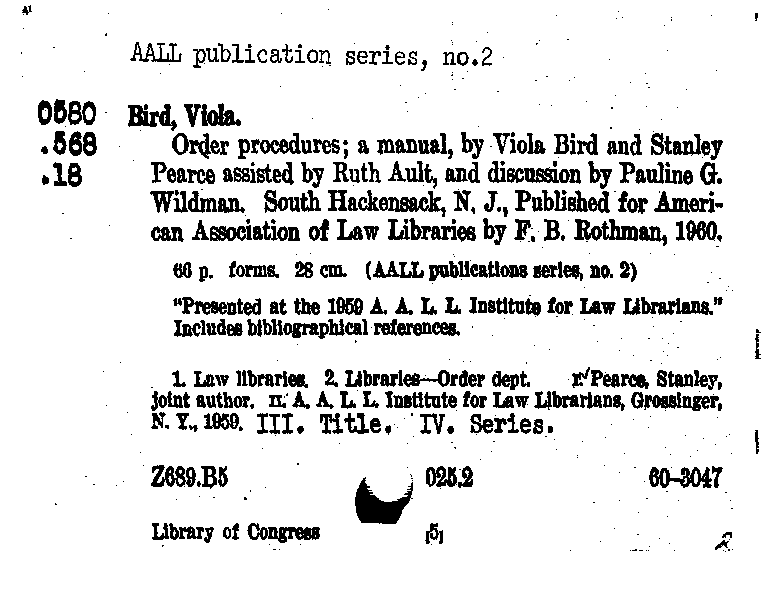 AALL publication series, no.2
0580 Bird, Viola.
.568 Order procedures; a manual, by Viola Bird and Stanley
.18 Pearce assisted by Ruth Ault, and discussion by Pauline G.
Wildman. South Hackensack, N. J., Published for Ameri-
can Association of Law Libraries by F. B. Rothman, 1960.
66 p. forms. 28 cm. (AALL publications series, no. 2)
"Presented at the 1959 A. A. L. L. Institute for Law Librarians."
Includes bibliographical references.
1. Law libraries. 2. Libraries—Order dept. I. Pearce, Stanley,
joint author. II. A. A. L. L. Institute for Law Librarians, Grossinger,
N. Y., 1959. III. Title. IV. Series.
Z689.B5 025.2 60–3047
Library of Congress [5] 2